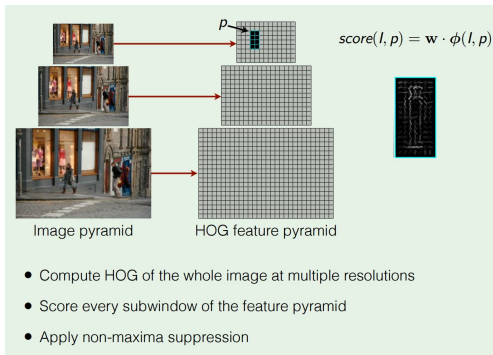 p
score(I, p) = w · ϕ(I, p)
Image pyramid
HOG feature pyramid
• Compute HOG of the whole image at multiple resolutions
• Score every subwindow of the feature pyramid
• Apply non-maxima suppression